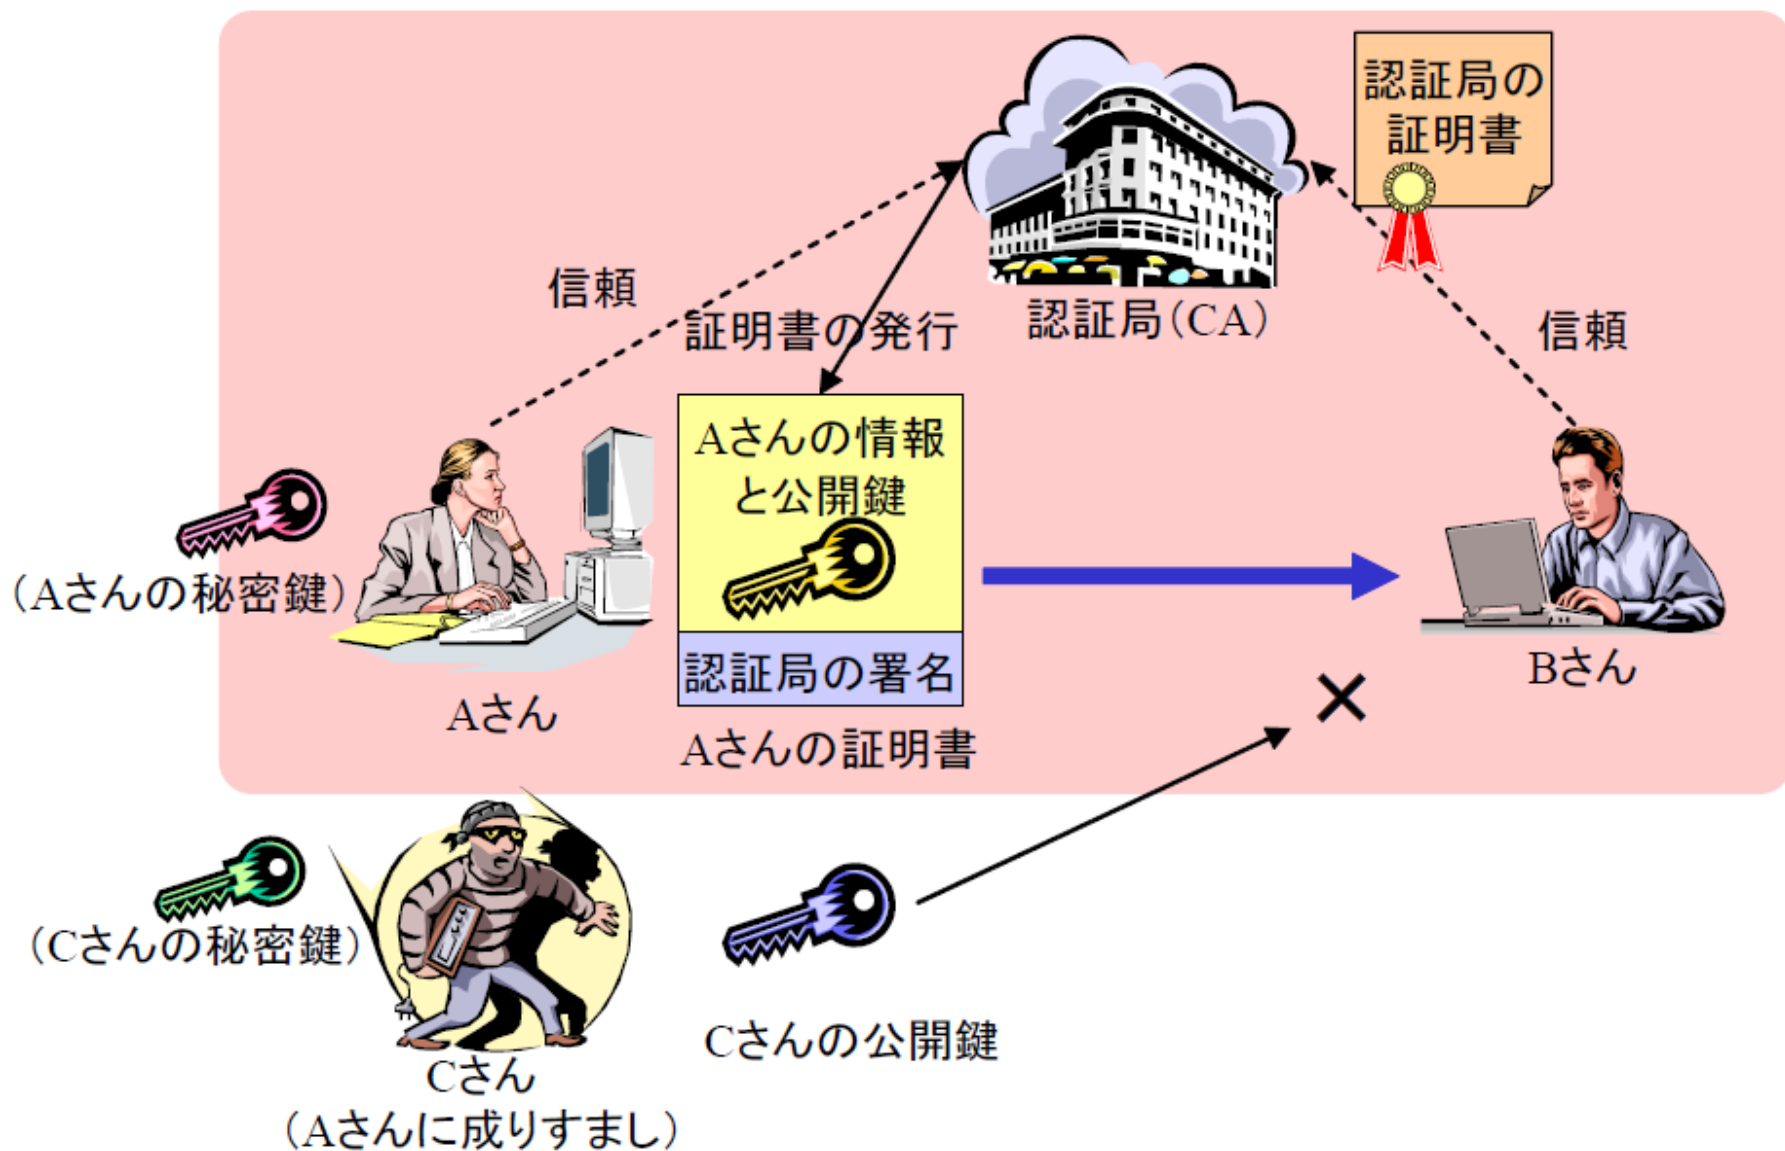 認証局の
証明書
信頼
証明書の発行
認証局（CA）
信頼
Aさんの情報
と公開鍵
（Aさんの秘密鍵）
認証局の署名
Aさん
Aさんの証明書
Bさん
×
（Cさんの秘密鍵）
Cさんの公開鍵
Cさん
（Aさんに成りすまし）